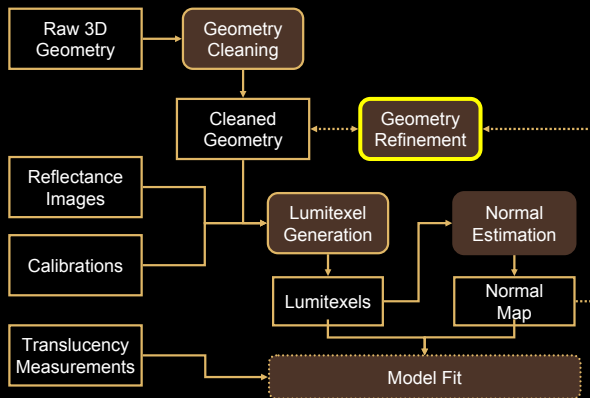 Raw 3D
Geometry
Geometry
Cleaning
Cleaned
Geometry
Geometry
Refinement
Reflectance
Images
Lumitexel
Generation
Normal
Estimation
Calibrations
Lumitexels
Normal
Map
Translucency
Measurements
Model Fit